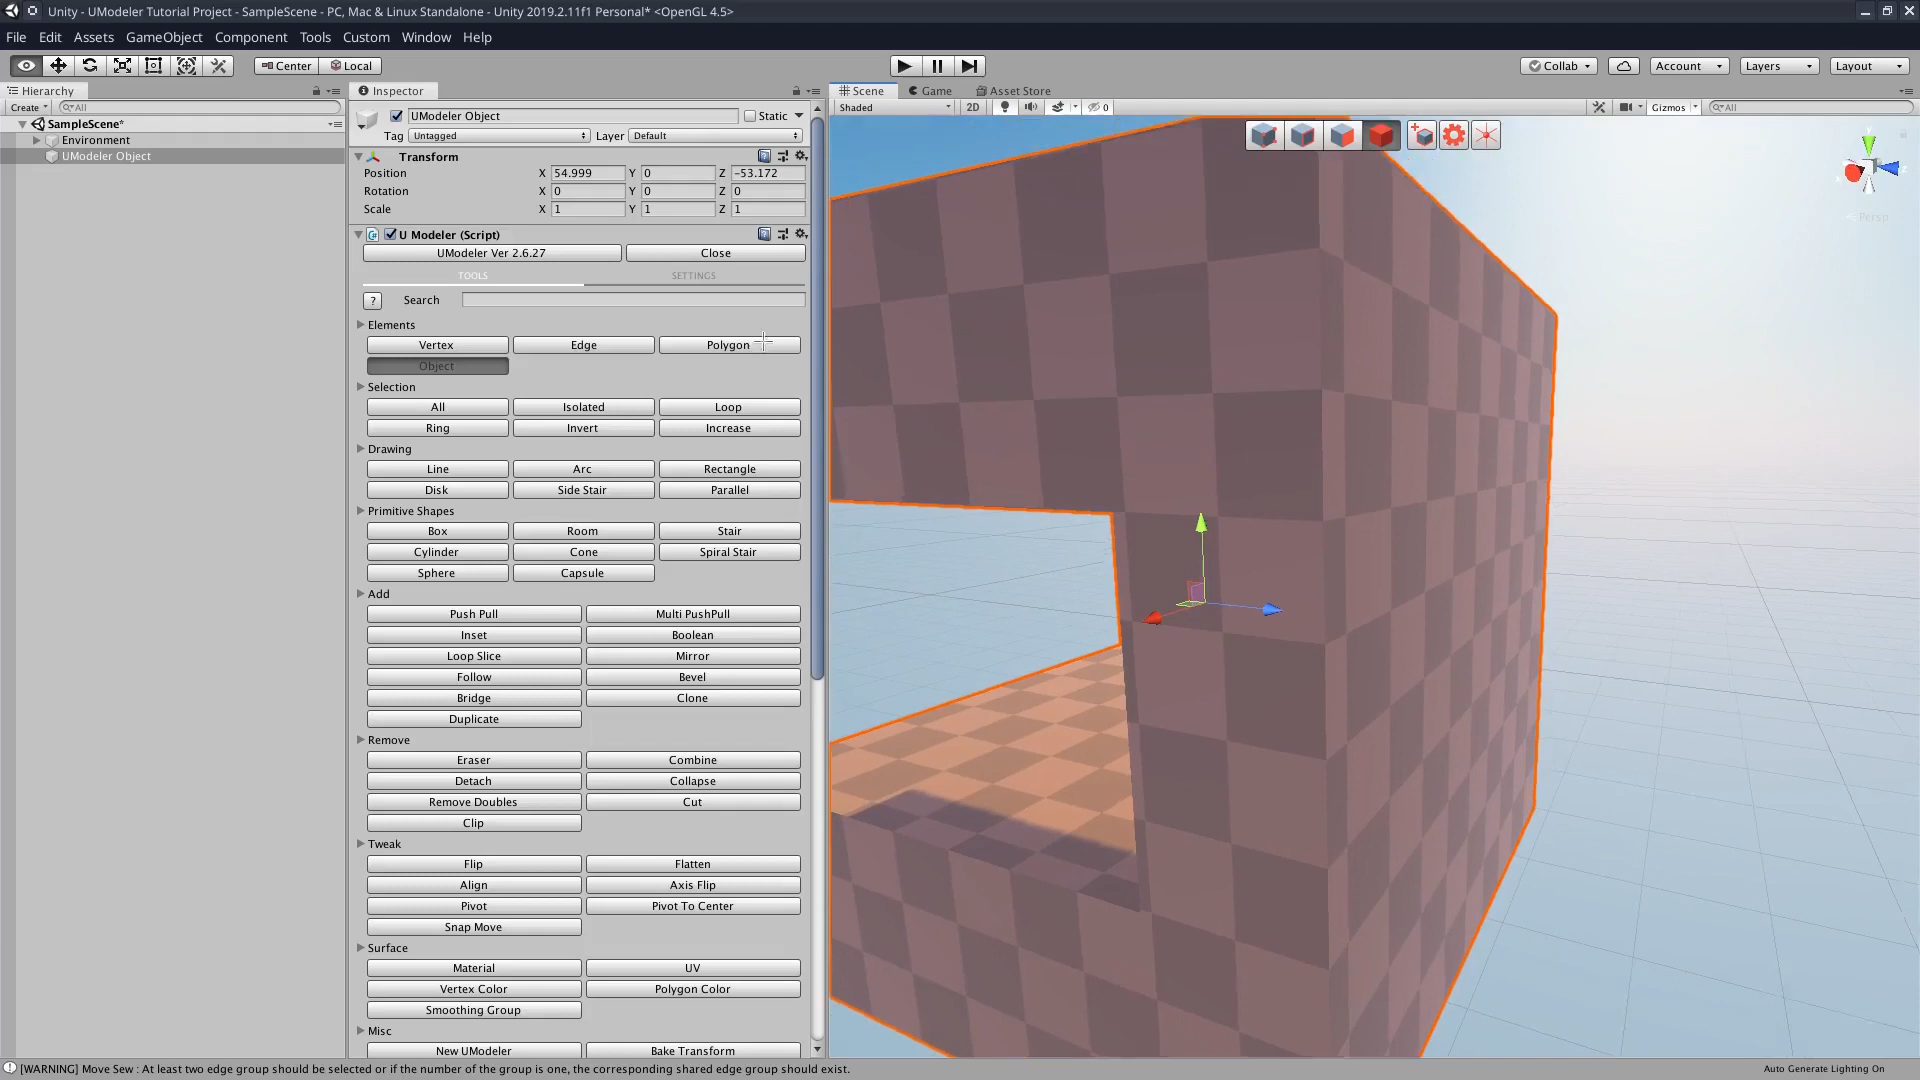 Unity - UModeler Tutorial Project - SampleScene - PC, Mac & Linux Standalone - Unity 2019.2.11f1 Personal* <OpenGL 4.5>
File Edit Assets GameObject Component Tools Custom Window Help
Center Local Collab Account Layers Layout
Hierarchy Inspector Scene Game Asset Store
Create All
Shaded 2D 0 Gizmos All
SampleScene*
Environment
UModeler Object
UModeler Object Static
Tag Untagged Layer Default
Transform
Position X 54.999 Y 0 Z -53.172
Rotation X 0 Y 0 Z 0
Scale X 1 Y 1 Z 1
U Modeler (Script)
UModeler Ver 2.6.27 Close
TOOLS SETTINGS
? Search
Elements
Vertex Edge Polygon
Object
Selection
All Isolated Loop
Ring Invert Increase
Drawing
Line Arc Rectangle
Disk Side Stair Parallel
Primitive Shapes
Box Room Stair
Cylinder Cone Spiral Stair
Sphere Capsule
Add
Push Pull Multi PushPull
Inset Boolean
Loop Slice Mirror
Follow Bevel
Bridge Clone
Duplicate
Remove
Eraser Combine
Detach Collapse
Remove Doubles Cut
Clip
Tweak
Flip Flatten
Align Axis Flip
Pivot Pivot To Center
Snap Move
Surface
Material UV
Vertex Color Polygon Color
Smoothing Group
Misc
New UModeler Bake Transform
y
Persp
[WARNING] Move Sew : At least two edge group should be selected or if the number of the group is one, the corresponding shared edge group should exist.
Auto Generate Lighting On